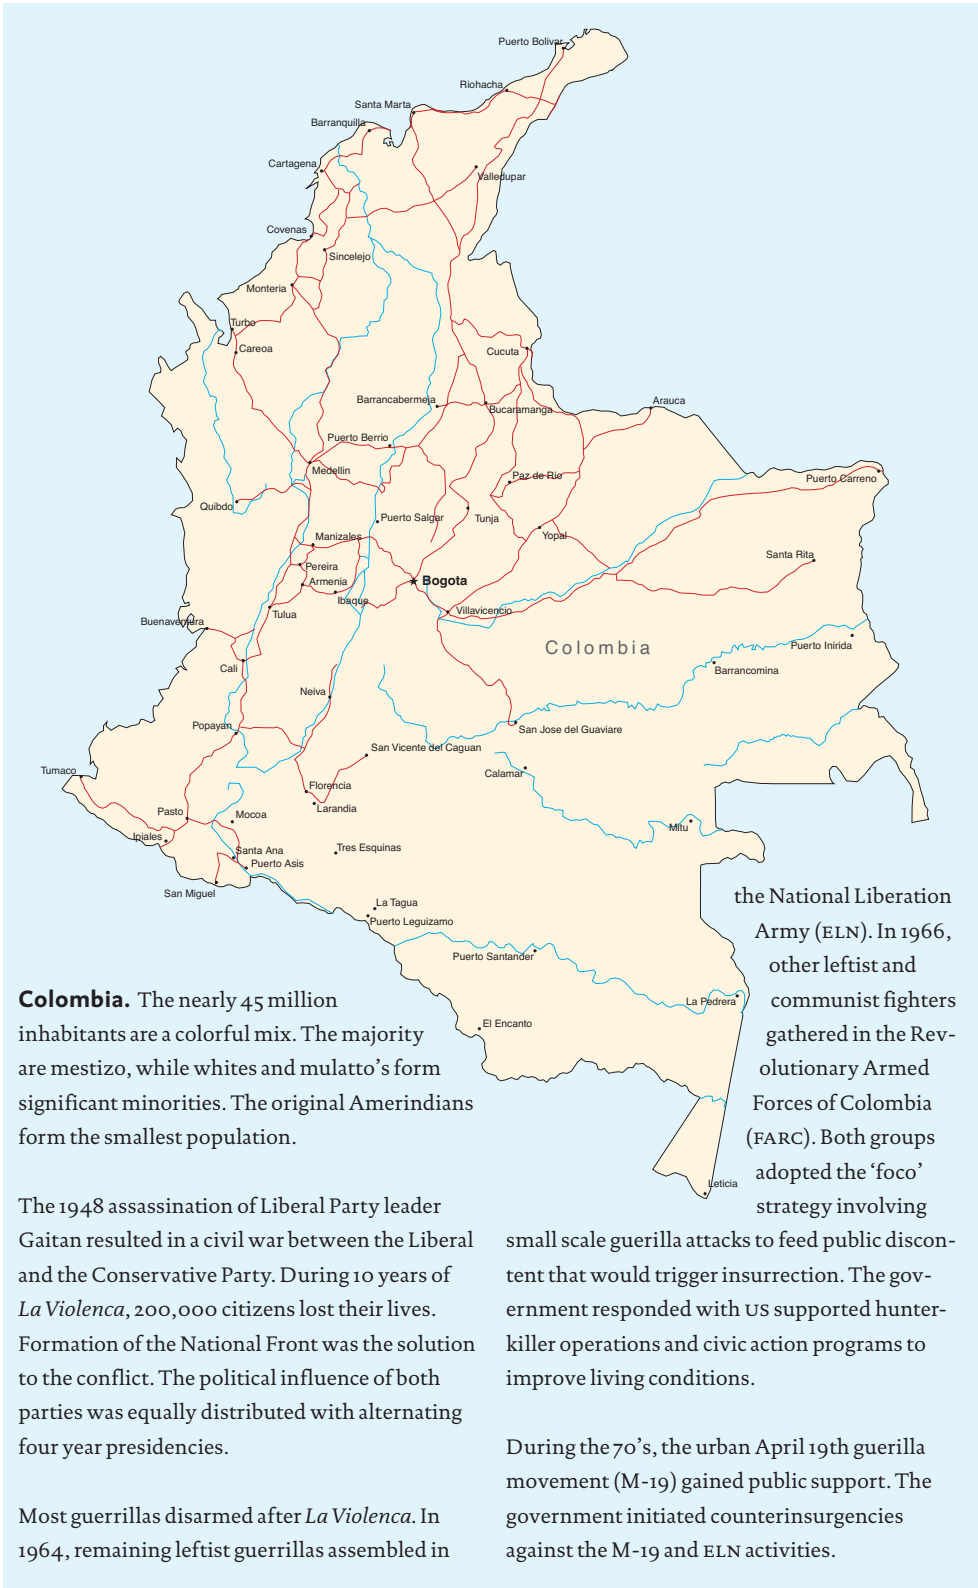 Puerto Bolivar
Riohacha
Santa Marta
Barranquilla
Cartagena
Valledupar
Covenas
Sincelejo
Monteria
Turbo
Careoa
Cucuta
Barrancabermeja
Bucaramanga
Arauca
Puerto Berrio
Medellin
Paz de Rio
Puerto Carreno
Quibdo
Puerto Salgar
Tunja
Yopal
Manizales
Santa Rita
Pereira
Armenia
Bogota
Ibaque
Tulua
Villavicencio
Buenaventura
Colombia
Puerto Inirida
Cali
Barrancomina
Neiva
Popayan
San Jose del Guaviare
San Vicente del Caguan
Tumaco
Calamar
Florencia
Larandia
Pasto
Mocoa
Mitu
Ipiales
Tres Esquinas
Santa Ana
Puerto Asis
San Miguel
La Tagua
Puerto Leguizamo
Puerto Santander
La Pedrera
El Encanto
Leticia
Colombia. The nearly 45 million
inhabitants are a colorful mix. The majority
are mestizo, while whites and mulatto’s form
significant minorities. The original Amerindians
form the smallest population.
The 1948 assassination of Liberal Party leader
Gaitan resulted in a civil war between the Liberal
and the Conservative Party. During 10 years of
La Violenca, 200,000 citizens lost their lives.
Formation of the National Front was the solution
to the conflict. The political influence of both
parties was equally distributed with alternating
four year presidencies.
Most guerrillas disarmed after La Violenca. In
1964, remaining leftist guerrillas assembled in
the National Liberation
Army (ELN). In 1966,
other leftist and
communist fighters
gathered in the Rev-
olutionary Armed
Forces of Colombia
(FARC). Both groups
adopted the ‘foco’
strategy involving
small scale guerilla attacks to feed public discon-
tent that would trigger insurrection. The gov-
ernment responded with US supported hunter-
killer operations and civic action programs to
improve living conditions.
During the 70’s, the urban April 19th guerilla
movement (M-19) gained public support. The
government initiated counterinsurgencies
against the M-19 and ELN activities.